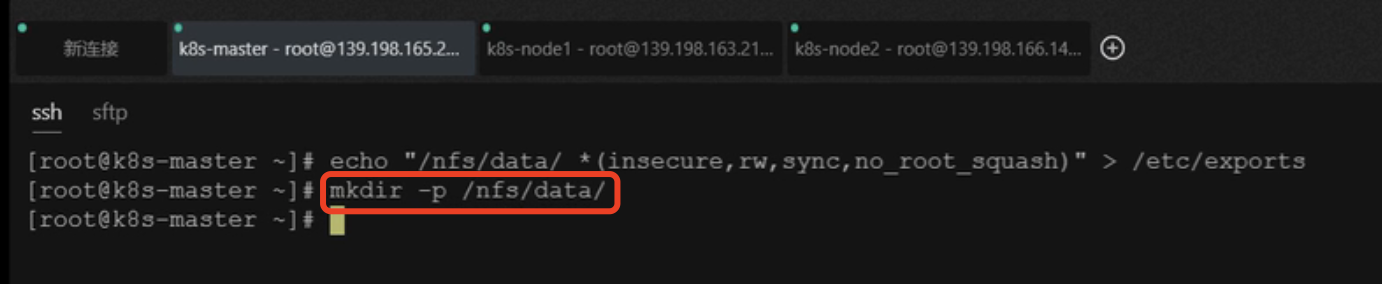 新连接 k8s-master - root@139.198.165.2... k8s-node1 - root@139.198.163.21... k8s-node2 - root@139.198.166.14...
ssh sftp
[root@k8s-master ~]# echo "/nfs/data/ *(insecure,rw,sync,no_root_squash)" > /etc/exports
[root@k8s-master ~]# mkdir -p /nfs/data/
[root@k8s-master ~]#